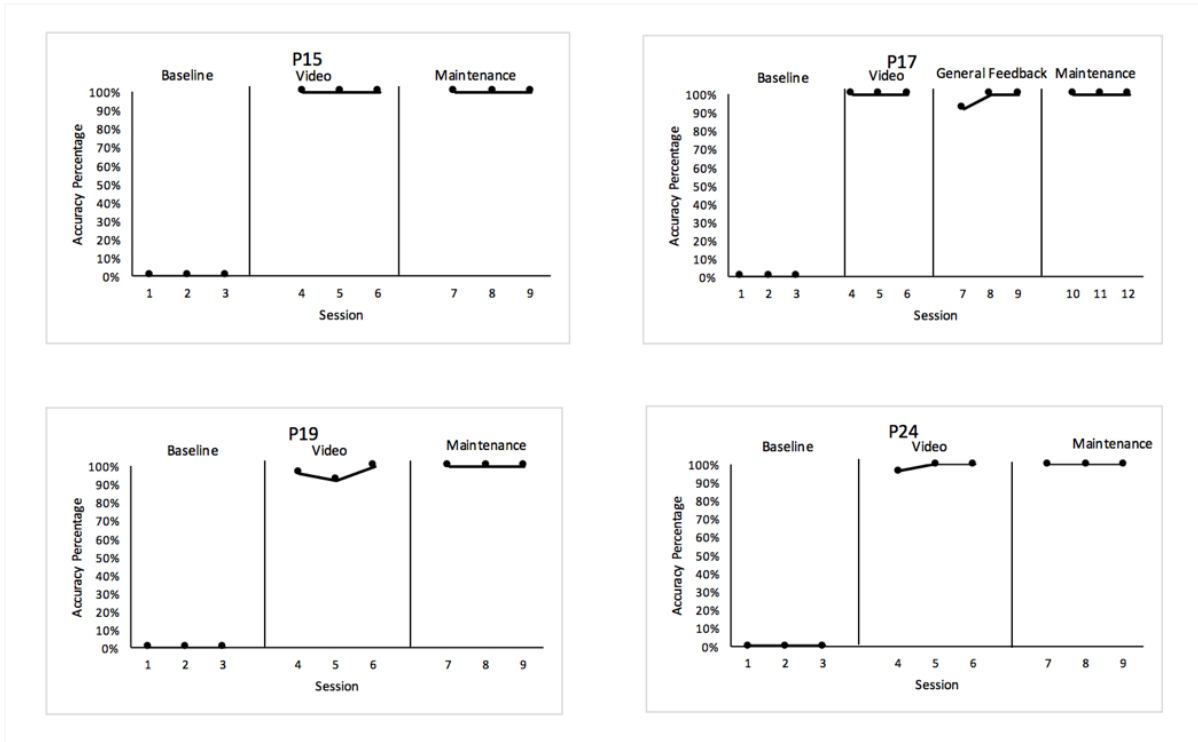 P15
Baseline Video Maintenance
100%
90%
80%
70%
60%
50%
40%
30%
20%
10%
0%
Accuracy Percentage
1 2 3 4 5 6 7 8 9
Session
P17
Baseline Video General Feedback Maintenance
100%
90%
80%
70%
60%
50%
40%
30%
20%
10%
0%
Accuracy Percentage
1 2 3 4 5 6 7 8 9 10 11 12
Session
P19
Baseline Video Maintenance
100%
90%
80%
70%
60%
50%
40%
30%
20%
10%
0%
Accuracy Percentage
1 2 3 4 5 6 7 8 9
Session
P24
Baseline Video Maintenance
100%
90%
80%
70%
60%
50%
40%
30%
20%
10%
0%
Accuracy Percentage
1 2 3 4 5 6 7 8 9
Session